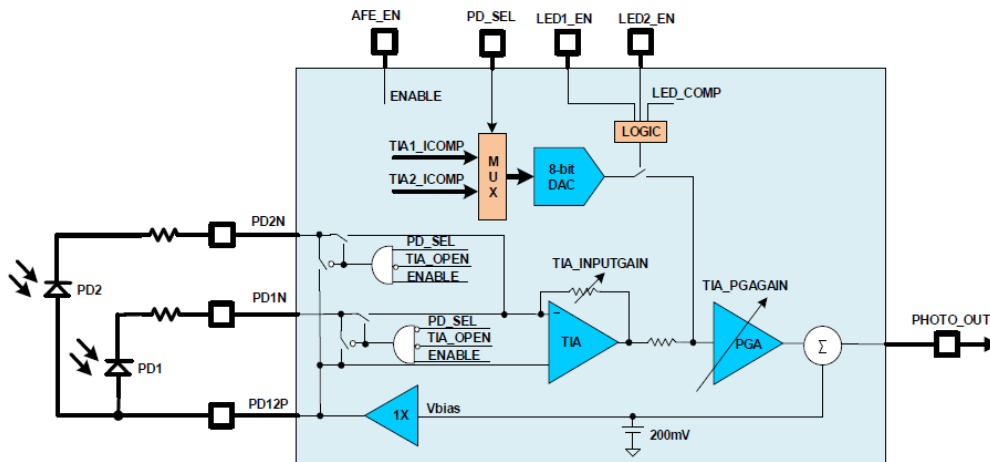 AFE_EN
PD_SEL
LED1_EN
LED2_EN
ENABLE
LED_COMP
LOGIC
TIA1_ICOMP
TIA2_ICOMP
MUX
8-bit DAC
PD2N
PD_SEL
TIA_OPEN
ENABLE
TIA_INPUTGAIN
TIA_PGAGAIN
PD2
PD1N
PD_SEL
TIA_OPEN
ENABLE
TIA
PGA
Σ
PHOTO_OUT
PD1
PD12P
1X
Vbias
200mV